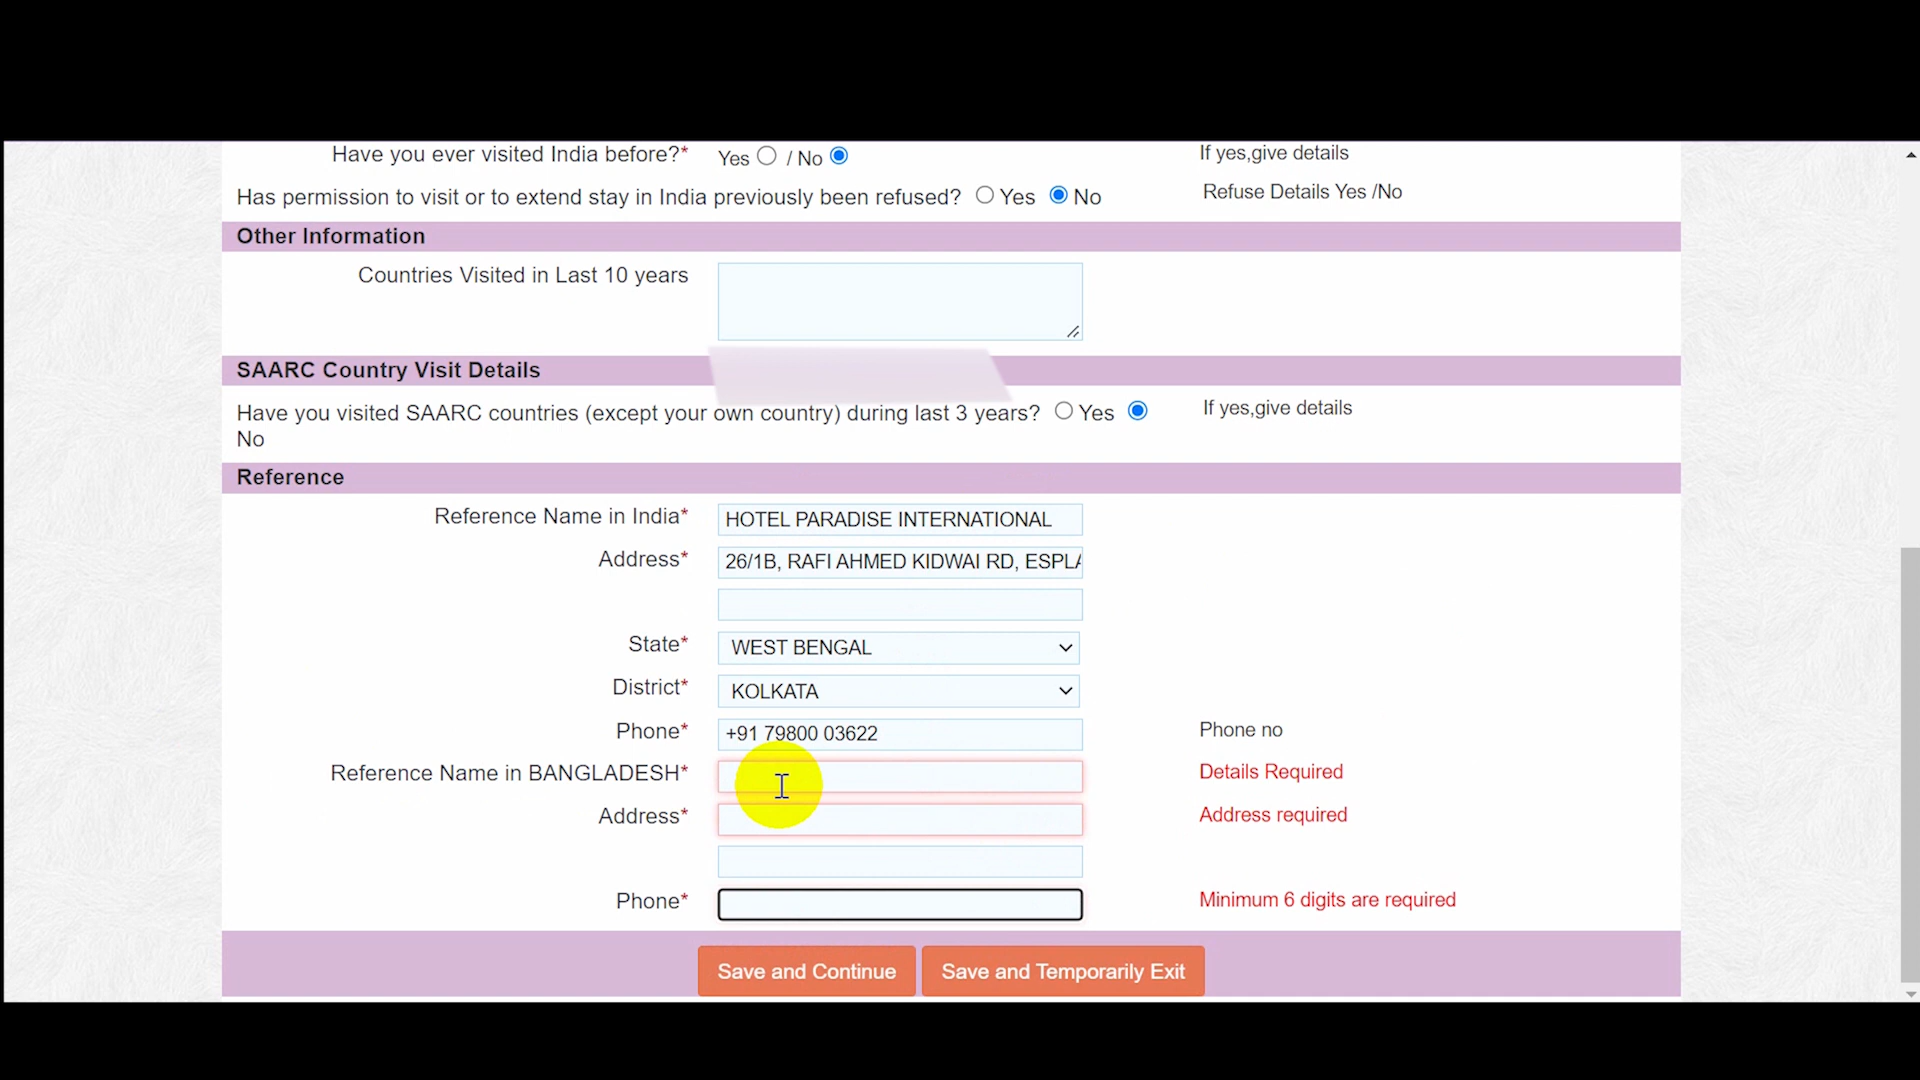 Have you ever visited India before?* Yes / No If yes,give details
Has permission to visit or to extend stay in India previously been refused? Yes No Refuse Details Yes /No
Other Information
Countries Visited in Last 10 years
SAARC Country Visit Details
Have you visited SAARC countries (except your own country) during last 3 years? Yes If yes,give details
No
Reference
Reference Name in India* HOTEL PARADISE INTERNATIONAL
Address* 26/1B, RAFI AHMED KIDWAI RD, ESPLA
State* WEST BENGAL
District* KOLKATA
Phone* +91 79800 03622 Phone no
Reference Name in BANGLADESH* Details Required
Address* Address required
Phone* Minimum 6 digits are required
Save and Continue Save and Temporarily Exit